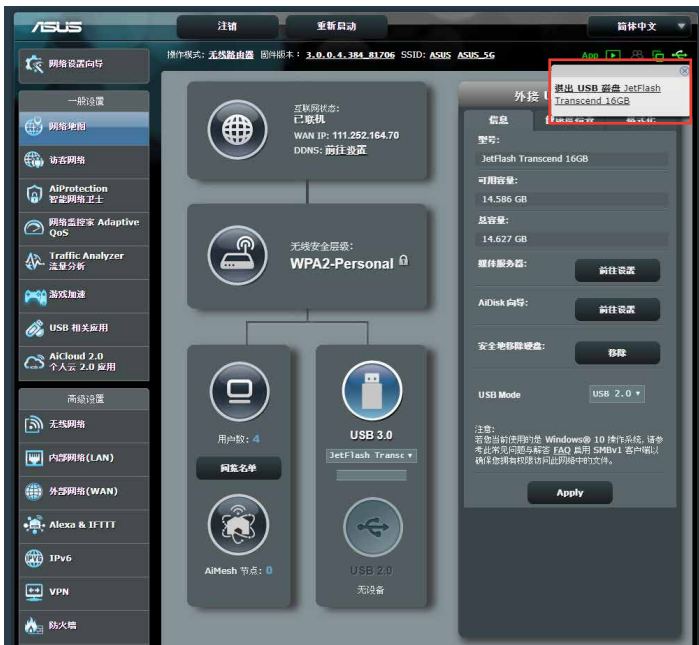 ASUS
注销
重新启动
简体中文
操作模式: 无线路由器 固件版本: 3.0.0.4.384_81706 SSID: ASUS ASUS_5G
App
弹出 USB 磁盘 JetFlash
Transcend 16GB
网络设置向导
一般设置
网络地图
访客网络
AiProtection
智能网络卫士
网络监控家 Adaptive
QoS
Traffic Analyzer
流量分析
游戏加速
USB 相关应用
AiCloud 2.0
个人云 2.0 应用
高级设置
无线网络
内部网络(LAN)
外部网络(WAN)
Alexa & IFTTT
IPv6
VPN
防火墙
互联网状态:
已联机
WAN IP: 111.252.164.70
DDNS: 前往设置
无线安全层级:
WPA2-Personal
用户数: 4
阅览名单
AiMesh 节点: 0
USB 3.0
JetFlash Transc
USB 2.0
无设备
外接
信息
型号:
JetFlash Transcend 16GB
可用容量:
14.586 GB
总容量:
14.627 GB
媒体服务器:
前往设置
AiDisk 向导:
前往设置
安全地移除硬盘:
移除
USB Mode
USB 2.0
注意:
若您当前使用的是 Windows® 10 操作系统, 请参
考此常见问题与解答 FAQ 启用 SMBv1 客户端以
确保您拥有权限访问此网络中的文件。
Apply